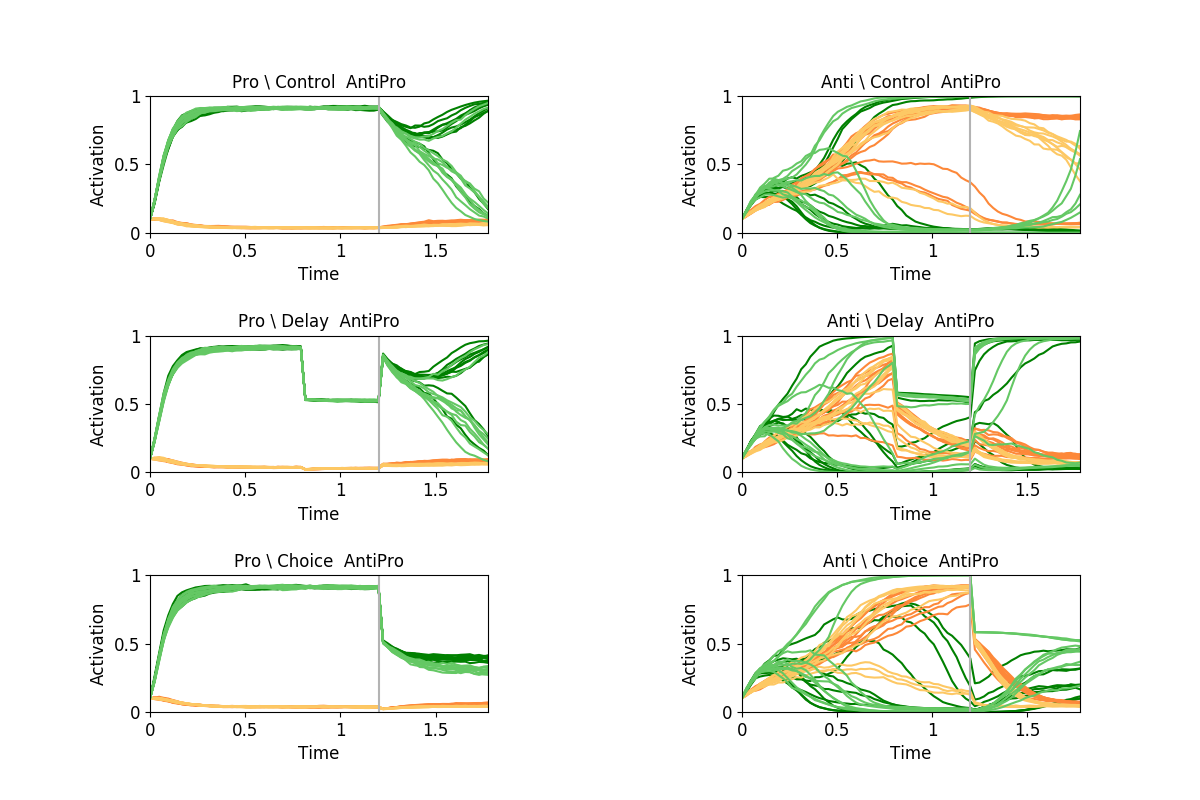 Pro \ Control  AntiPro
1
0.5
0
Activation
0
0.5
1
1.5
Time
Anti \ Control  AntiPro
1
0.5
0
Activation
0
0.5
1
1.5
Time
Pro \ Delay  AntiPro
1
0.5
0
Activation
0
0.5
1
1.5
Time
Anti \ Delay  AntiPro
1
0.5
0
Activation
0
0.5
1
1.5
Time
Pro \ Choice  AntiPro
1
0.5
0
Activation
0
0.5
1
1.5
Time
Anti \ Choice  AntiPro
1
0.5
0
Activation
0
0.5
1
1.5
Time